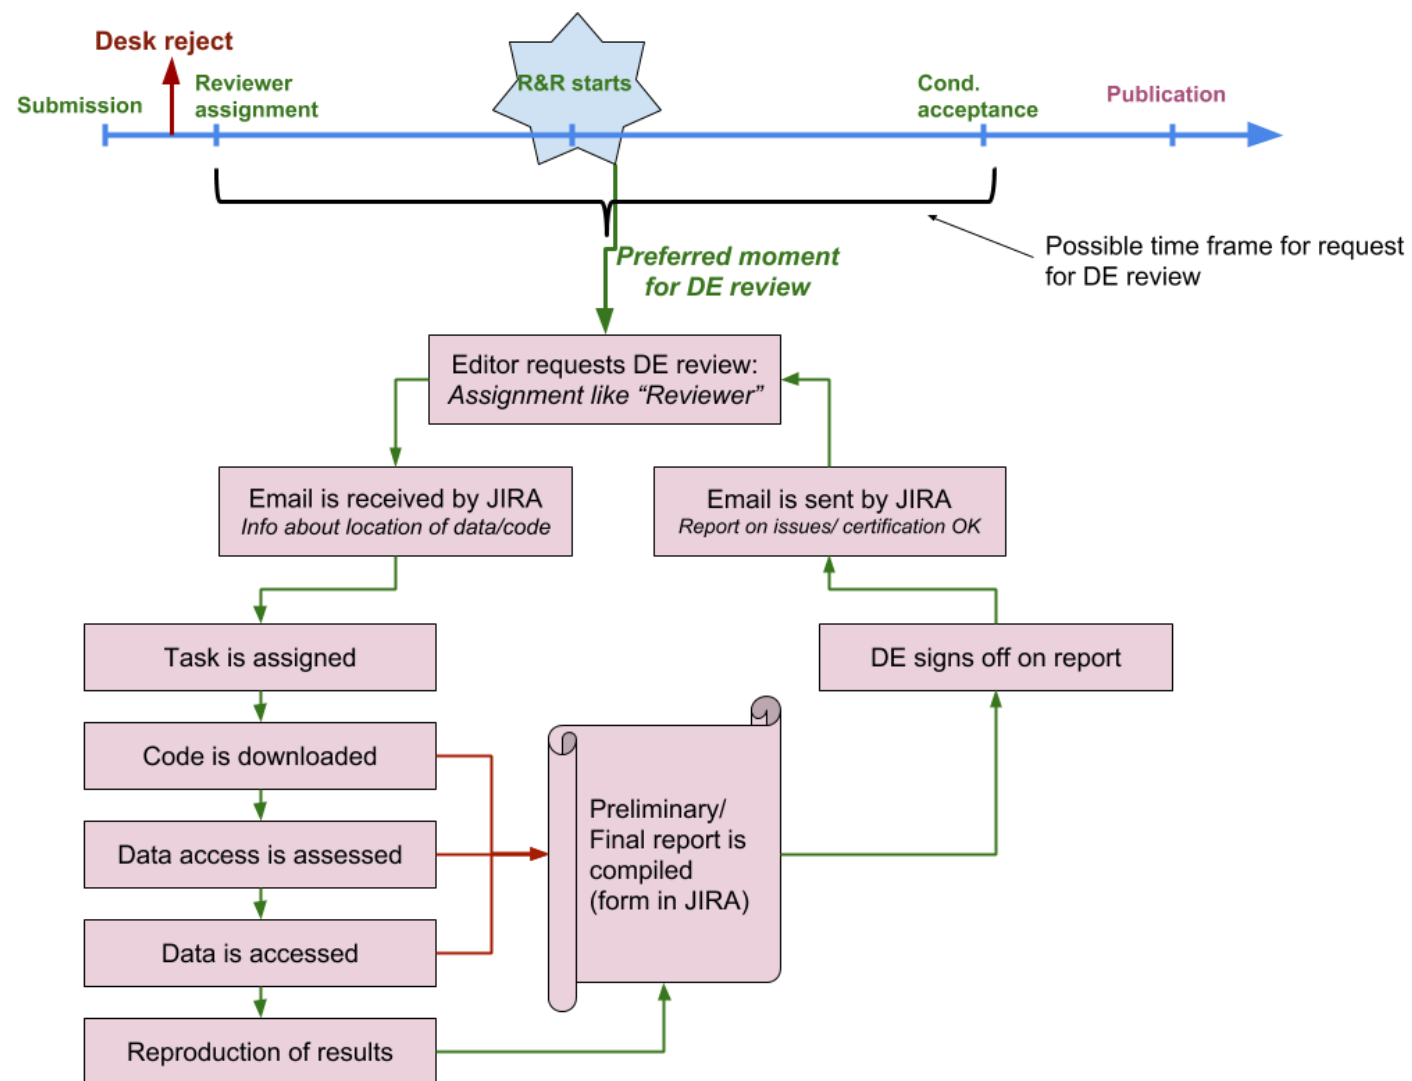 Desk reject
Submission
Reviewer
assignment
R&R starts
Cond.
acceptance
Publication
Preferred moment
for DE review
Possible time frame for request
for DE review
Editor requests DE review:
Assignment like “Reviewer”
Email is received by JIRA
Info about location of data/code
Email is sent by JIRA
Report on issues/ certification OK
Task is assigned
DE signs off on report
Code is downloaded
Data access is assessed
Data is accessed
Reproduction of results
Preliminary/
Final report is
compiled
(form in JIRA)